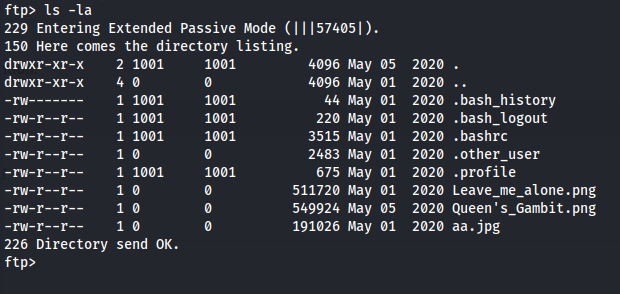 ftp> ls -la
229 Entering Extended Passive Mode (|||57405|).
150 Here comes the directory listing.
drwxr-xr-x    2 1001     1001         4096 May 05  2020 .
drwxr-xr-x    4 0        0            4096 May 01  2020 ..
-rw-------    1 1001     1001           44 May 01  2020 .bash_history
-rw-r--r--    1 1001     1001          220 May 01  2020 .bash_logout
-rw-r--r--    1 1001     1001         3515 May 01  2020 .bashrc
-rw-r--r--    1 0        0            2483 May 01  2020 .other_user
-rw-r--r--    1 1001     1001          675 May 01  2020 .profile
-rw-r--r--    1 0        0          511720 May 01  2020 Leave_me_alone.png
-rw-r--r--    1 0        0          549924 May 05  2020 Queen's_Gambit.png
-rw-r--r--    1 0        0          191026 May 01  2020 aa.jpg
226 Directory send OK.
ftp>